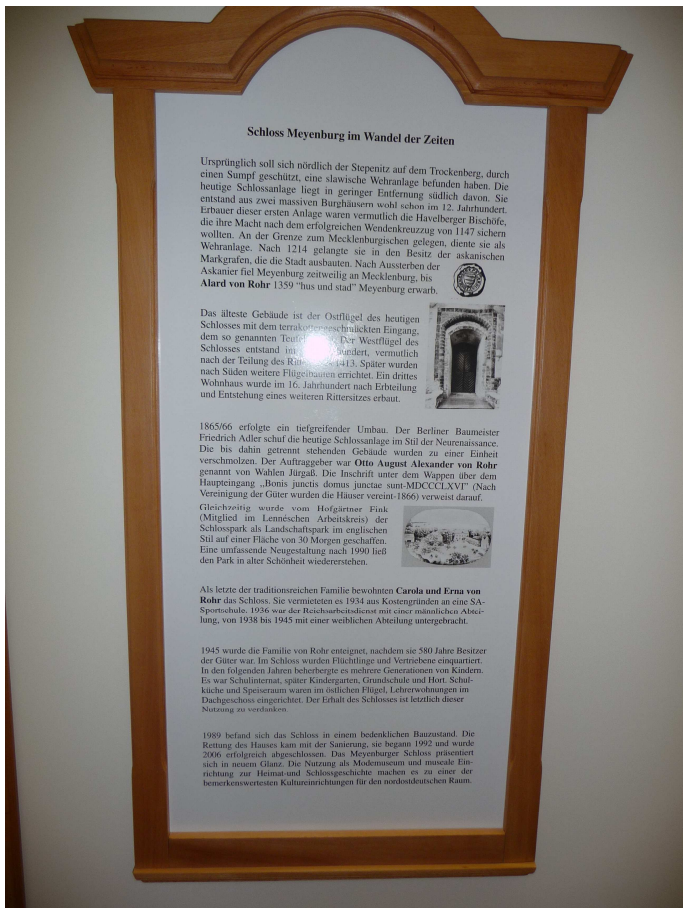 Schloss Meyenburg im Wandel der Zeiten
Ursprünglich soll sich nördlich der Stepenitz auf dem Trockenberg, durch
einen Sumpf geschützt, eine slawische Wehranlage befunden haben. Die
heutige Schlossanlage liegt in geringer Entfernung südlich davon. Sie
entstand aus zwei massiven Burghäusern wohl schon im 12. Jahrhundert.
Erbauer dieser ersten Anlage waren vermutlich die Havelberger Bischöfe,
die ihre Macht nach dem erfolgreichen Wendenkreuzzug von 1147 sichern
wollten. An der Grenze zum Mecklenburgischen gelegen, diente sie als
Wehranlage. Nach 1214 gelangte sie in den Besitz der askanischen
Markgrafen, die die Stadt ausbauten. Nach Aussterben der
Askanier fiel Meyenburg zeitweilig an Mecklenburg, bis
Alard von Rohr 1359 "hus und stad" Meyenburg erwarb.
Das älteste Gebäude ist der Ostflügel des heutigen
Schlosses mit dem terrakottengeschmückten Eingang,
dem so genannten Der Westflügel des
Schlosses entstand im vermutlich
nach der Teilung des 1413. Später wurden
nach Süden weitere Flügelbauten errichtet. Ein drittes
Wohnhaus wurde im 16. Jahrhundert nach Erbteilung
und Entstehung eines weiteren Rittersitzes erbaut.
1865/66 erfolgte ein tiefgreifender Umbau. Der Berliner Baumeister
Friedrich Adler schuf die heutige Schlossanlage im Stil der Neurenaissance.
Die bis dahin getrennt stehenden Gebäude wurden zu einer Einheit
verschmolzen. Der Auftraggeber war Otto August Alexander von Rohr
genannt von Wahlen Jürgaß. Die Inschrift unter dem Wappen über dem
Haupteingang „Bonis junctis domus junctae sunt-MDCCCLXVI" (Nach
Vereinigung der Güter wurden die Häuser vereint-1866) verweist darauf.
Gleichzeitig wurde vom Hofgärtner Fink
(Mitglied im Lennéschen Arbeitskreis) der
Schlosspark als Landschaftspark im englischen
Stil auf einer Fläche von 30 Morgen geschaffen.
Eine umfassende Neugestaltung nach 1990 ließ
den Park in alter Schönheit wiedererstehen.
Als letzte der traditionsreichen Familie bewohnten Carola und Erna von
Rohr das Schloss. Sie vermieteten es 1934 aus Kostengründen an eine SA-
Sportschule. 1936 war der Reichsarbeitsdienst mit einer männlichen Abtei-
lung, von 1938 bis 1945 mit einer weiblichen Abteilung untergebracht.
1945 wurde die Familie von Rohr enteignet, nachdem sie 580 Jahre Besitzer
der Güter war. Im Schloss wurden Flüchtlinge und Vertriebene einquartiert.
In den folgenden Jahren beherbergte es mehrere Generationen von Kindern.
Es war Schulinternat, später Kindergarten, Grundschule und Hort. Schul-
küche und Speiseraum waren im östlichen Flügel, Lehrerwohnungen im
Dachgeschoss eingerichtet. Der Erhalt des Schlosses ist letztlich dieser
Nutzung zu verdanken.
1989 befand sich das Schloss in einem bedenklichen Bauzustand. Die
Rettung des Hauses kam mit der Sanierung, sie begann 1992 und wurde
2006 erfolgreich abgeschlossen. Das Meyenburger Schloss präsentiert
sich in neuem Glanz. Die Nutzung als Modemuseum und museale Ein-
richtung zur Heimat-und Schlossgeschichte machen es zu einer der
bemerkenswertesten Kultureinrichtungen für den nordostdeutschen Raum.